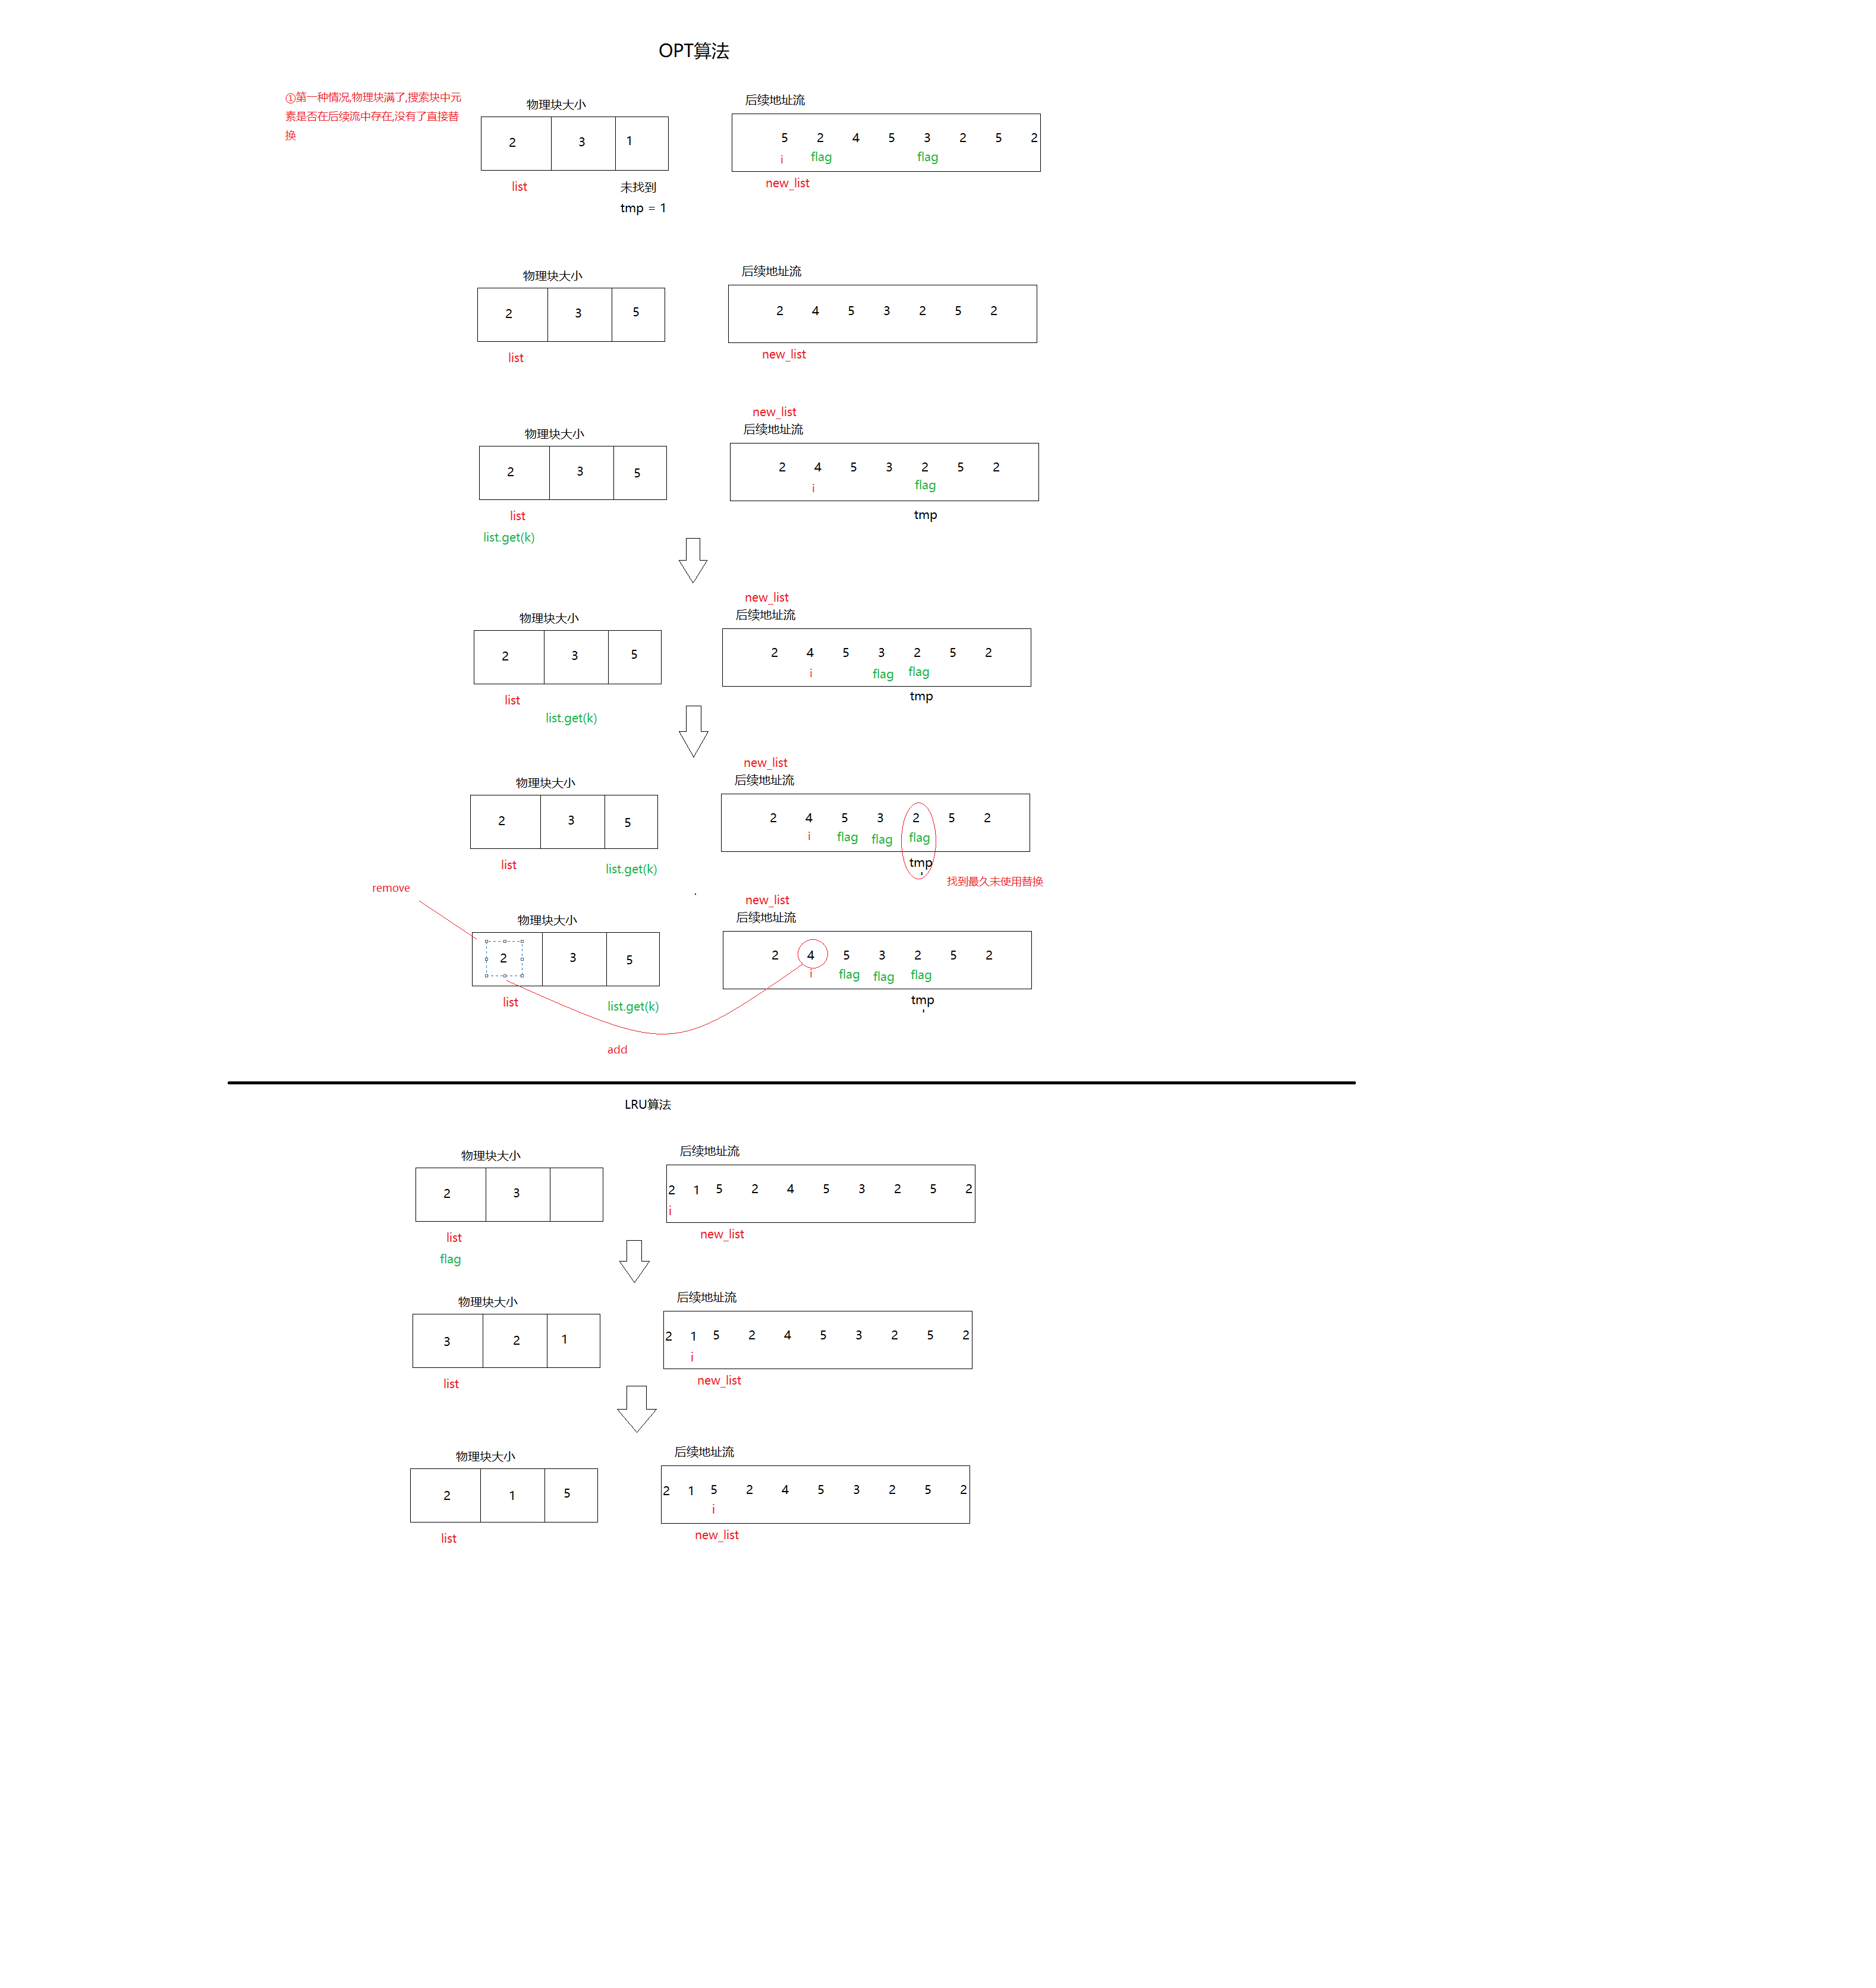 OPT算法
①第一种情况,物理块满了,搜索块中元
素是否在后续流中存在,没有了直接替
换
物理块大小
后续地址流
2 3 1
5 2 4 5 3 2 5 2
i flag flag
list
未找到
tmp = 1
new_list
物理块大小
后续地址流
2 3 5
2 4 5 3 2 5 2
list
new_list
new_list
物理块大小
后续地址流
2 3 5
2 4 5 3 2 5 2
i flag
list
tmp
list.get(k)
new_list
物理块大小
后续地址流
2 3 5
2 4 5 3 2 5 2
i flag flag
list
tmp
list.get(k)
new_list
物理块大小
后续地址流
2 3 5
2 4 5 3 2 5 2
i flag flag flag
list
list.get(k)
tmp
找到最久未使用替换
remove
new_list
物理块大小
后续地址流
2 3 5
2 4 5 3 2 5 2
i flag flag flag
list
list.get(k)
tmp
add
LRU算法
物理块大小
后续地址流
2 3
2 1 5 2 4 5 3 2 5 2
i
list
new_list
flag
物理块大小
后续地址流
3 2 1
2 1 5 2 4 5 3 2 5 2
i
list
new_list
物理块大小
后续地址流
2 1 5
2 1 5 2 4 5 3 2 5 2
i
list
new_list